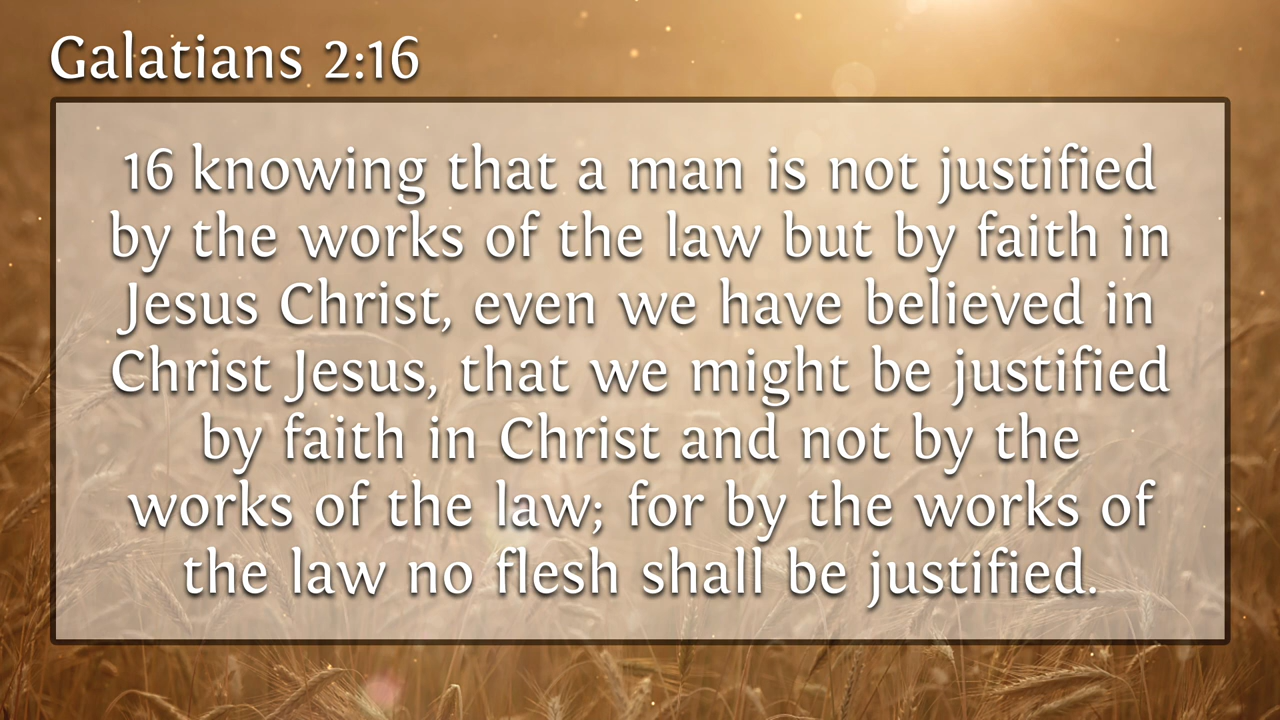 Galatians 2:16
16 knowing that a man is not justified
by the works of the law but by faith in
Jesus Christ, even we have believed in
Christ Jesus, that we might be justified
by faith in Christ and not by the
works of the law; for by the works of
the law no flesh shall be justified.